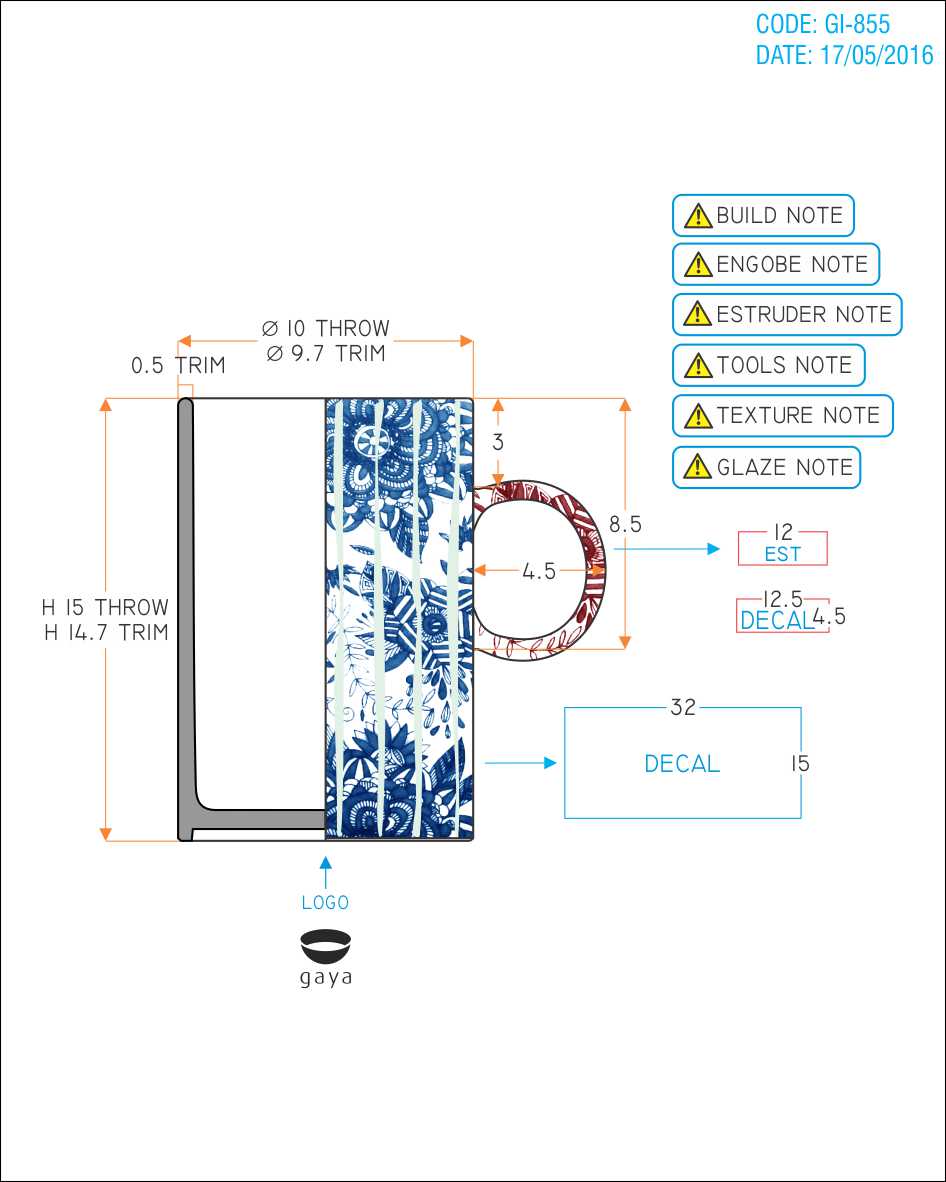 CODE: GI-855
DATE: 17/05/2016
BUILD NOTE
ENGOBE NOTE
ESTRUDER NOTE
TOOLS NOTE
TEXTURE NOTE
GLAZE NOTE
Ø 10 THROW
Ø 9.7 TRIM
0.5 TRIM
3
8.5
4.5
12
EST
12.5
DECAL 4.5
H 15 THROW
H 14.7 TRIM
32
DECAL 15
LOGO
gaya